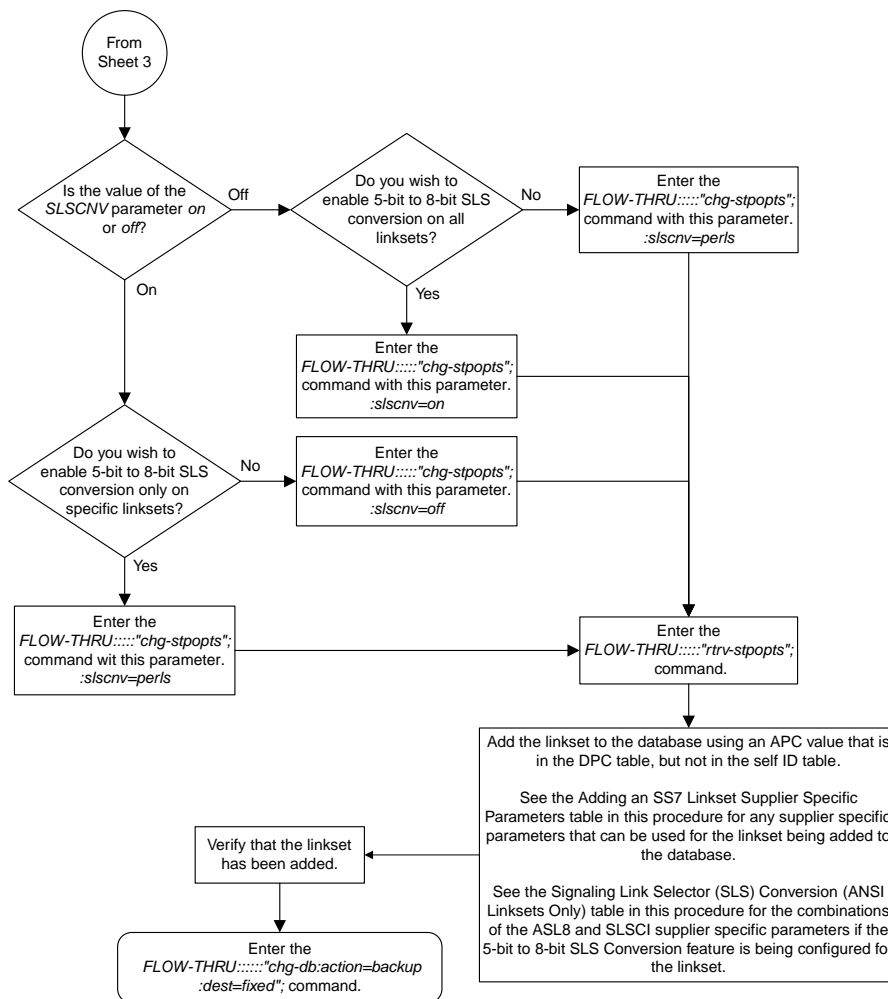 From
Sheet 3
Is the value of the
SLSCNV parameter on
or off?
Off
On
Do you wish to
enable 5-bit to 8-bit SLS
conversion on all
linksets?
No
Yes
Enter the
FLOW-THRU:::::"chg-stpopts";
command with this parameter.
:slscnv=perls
Enter the
FLOW-THRU:::::"chg-stpopts";
command with this parameter.
:slscnv=on
Do you wish to
enable 5-bit to 8-bit SLS
conversion only on
specific linksets?
No
Yes
Enter the
FLOW-THRU:::::"chg-stpopts";
command with this parameter.
:slscnv=off
Enter the
FLOW-THRU:::::"chg-stpopts";
command wit this parameter.
:slscnv=perls
Enter the
FLOW-THRU:::::"rtrv-stpopts";
command.
Add the linkset to the database using an APC value that is
in the DPC table, but not in the self ID table.
See the Adding an SS7 Linkset Supplier Specific
Parameters table in this procedure for any supplier specific
parameters that can be used for the linkset being added to
the database.
See the Signaling Link Selector (SLS) Conversion (ANSI
Linksets Only) table in this procedure for the combinations
of the ASL8 and SLSCI supplier specific parameters if the
5-bit to 8-bit SLS Conversion feature is being configured for
the linkset.
Verify that the linkset
has been added.
Enter the
FLOW-THRU::::::"chg-db:action=backup
:dest=fixed"; command.